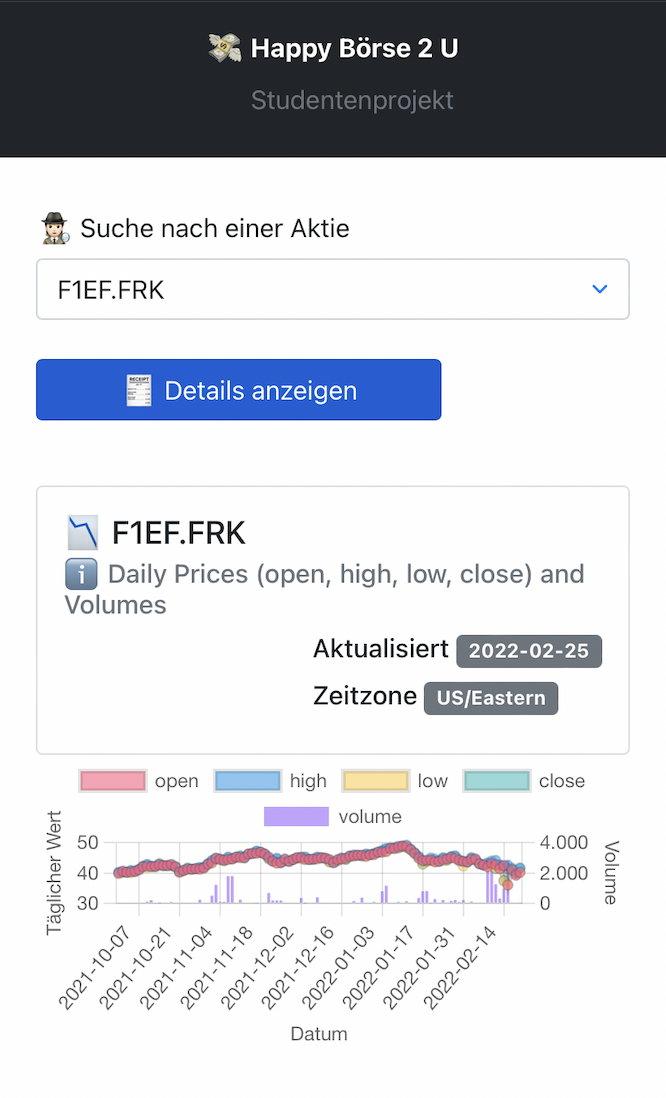 Happy Börse 2 U
Studentenprojekt
Suche nach einer Aktie
F1EF.FRK
Details anzeigen
F1EF.FRK
Daily Prices (open, high, low, close) and
Volumes
Aktualisiert 2022-02-25
Zeitzone US/Eastern
open high low close
volume
Täglicher Wert
50
40
30
4.000
2.000
0
Volume
2021-10-07
2021-10-21
2021-11-04
2021-11-18
2021-12-02
2021-12-16
2022-01-03
2022-01-17
2022-01-31
2022-02-14
Datum